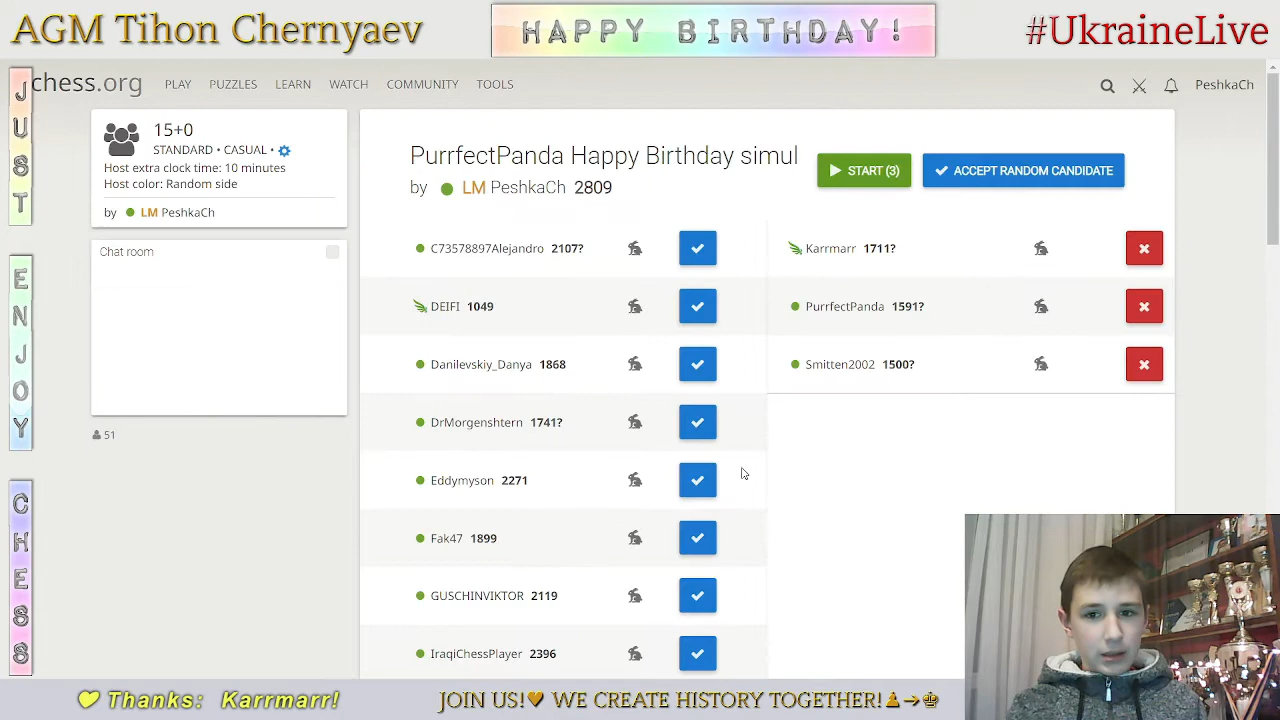 AGM Tihon Chernyaev
HAPPY BIRTHDAY!
#UkraineLive
JUST
ENJOY
CHESS
chess.org
PLAY PUZZLES LEARN WATCH COMMUNITY TOOLS
PeshkaCh
15+0
STANDARD • CASUAL •
Host extra clock time: 10 minutes
Host color: Random side
by LM PeshkaCh
Chat room
51
PurrfectPanda Happy Birthday simul
by LM PeshkaCh 2809
START (3)
ACCEPT RANDOM CANDIDATE
C73578897Alejandro 2107?
DEIFI 1049
Danilevskiy_Danya 1868
DrMorgenshtern 1741?
Eddymyson 2271
Fak47 1899
GUSCHINVIKTOR 2119
IraqiChessPlayer 2396
Karrmarr 1711?
PurrfectPanda 1591?
Smitten2002 1500?
Thanks: Karrmarr!
JOIN US!🧡 WE CREATE HISTORY TOGETHER!♟→♚